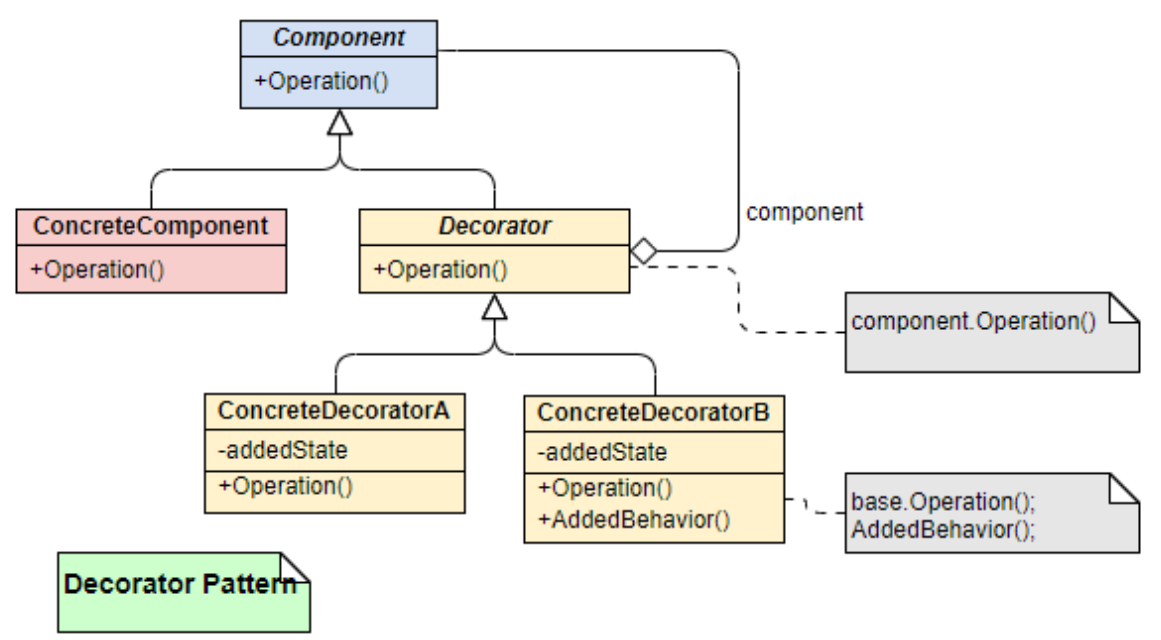 Component
+Operation()
ConcreteComponent
+Operation()
Decorator
+Operation()
component
component.Operation()
ConcreteDecoratorA
-addedState
+Operation()
ConcreteDecoratorB
-addedState
+Operation()
+AddedBehavior()
base.Operation();
AddedBehavior();
Decorator Pattern